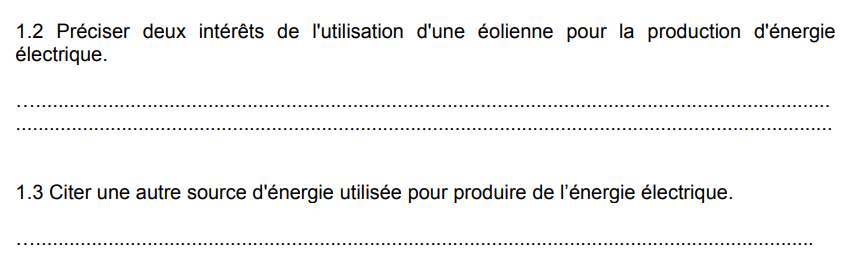 1.2 Préciser deux intérêts de l'utilisation d'une éolienne pour la production d'énergie
électrique.
................................................................................................................................................
................................................................................................................................................
1.3 Citer une autre source d'énergie utilisée pour produire de l’énergie électrique.
................................................................................................................................................